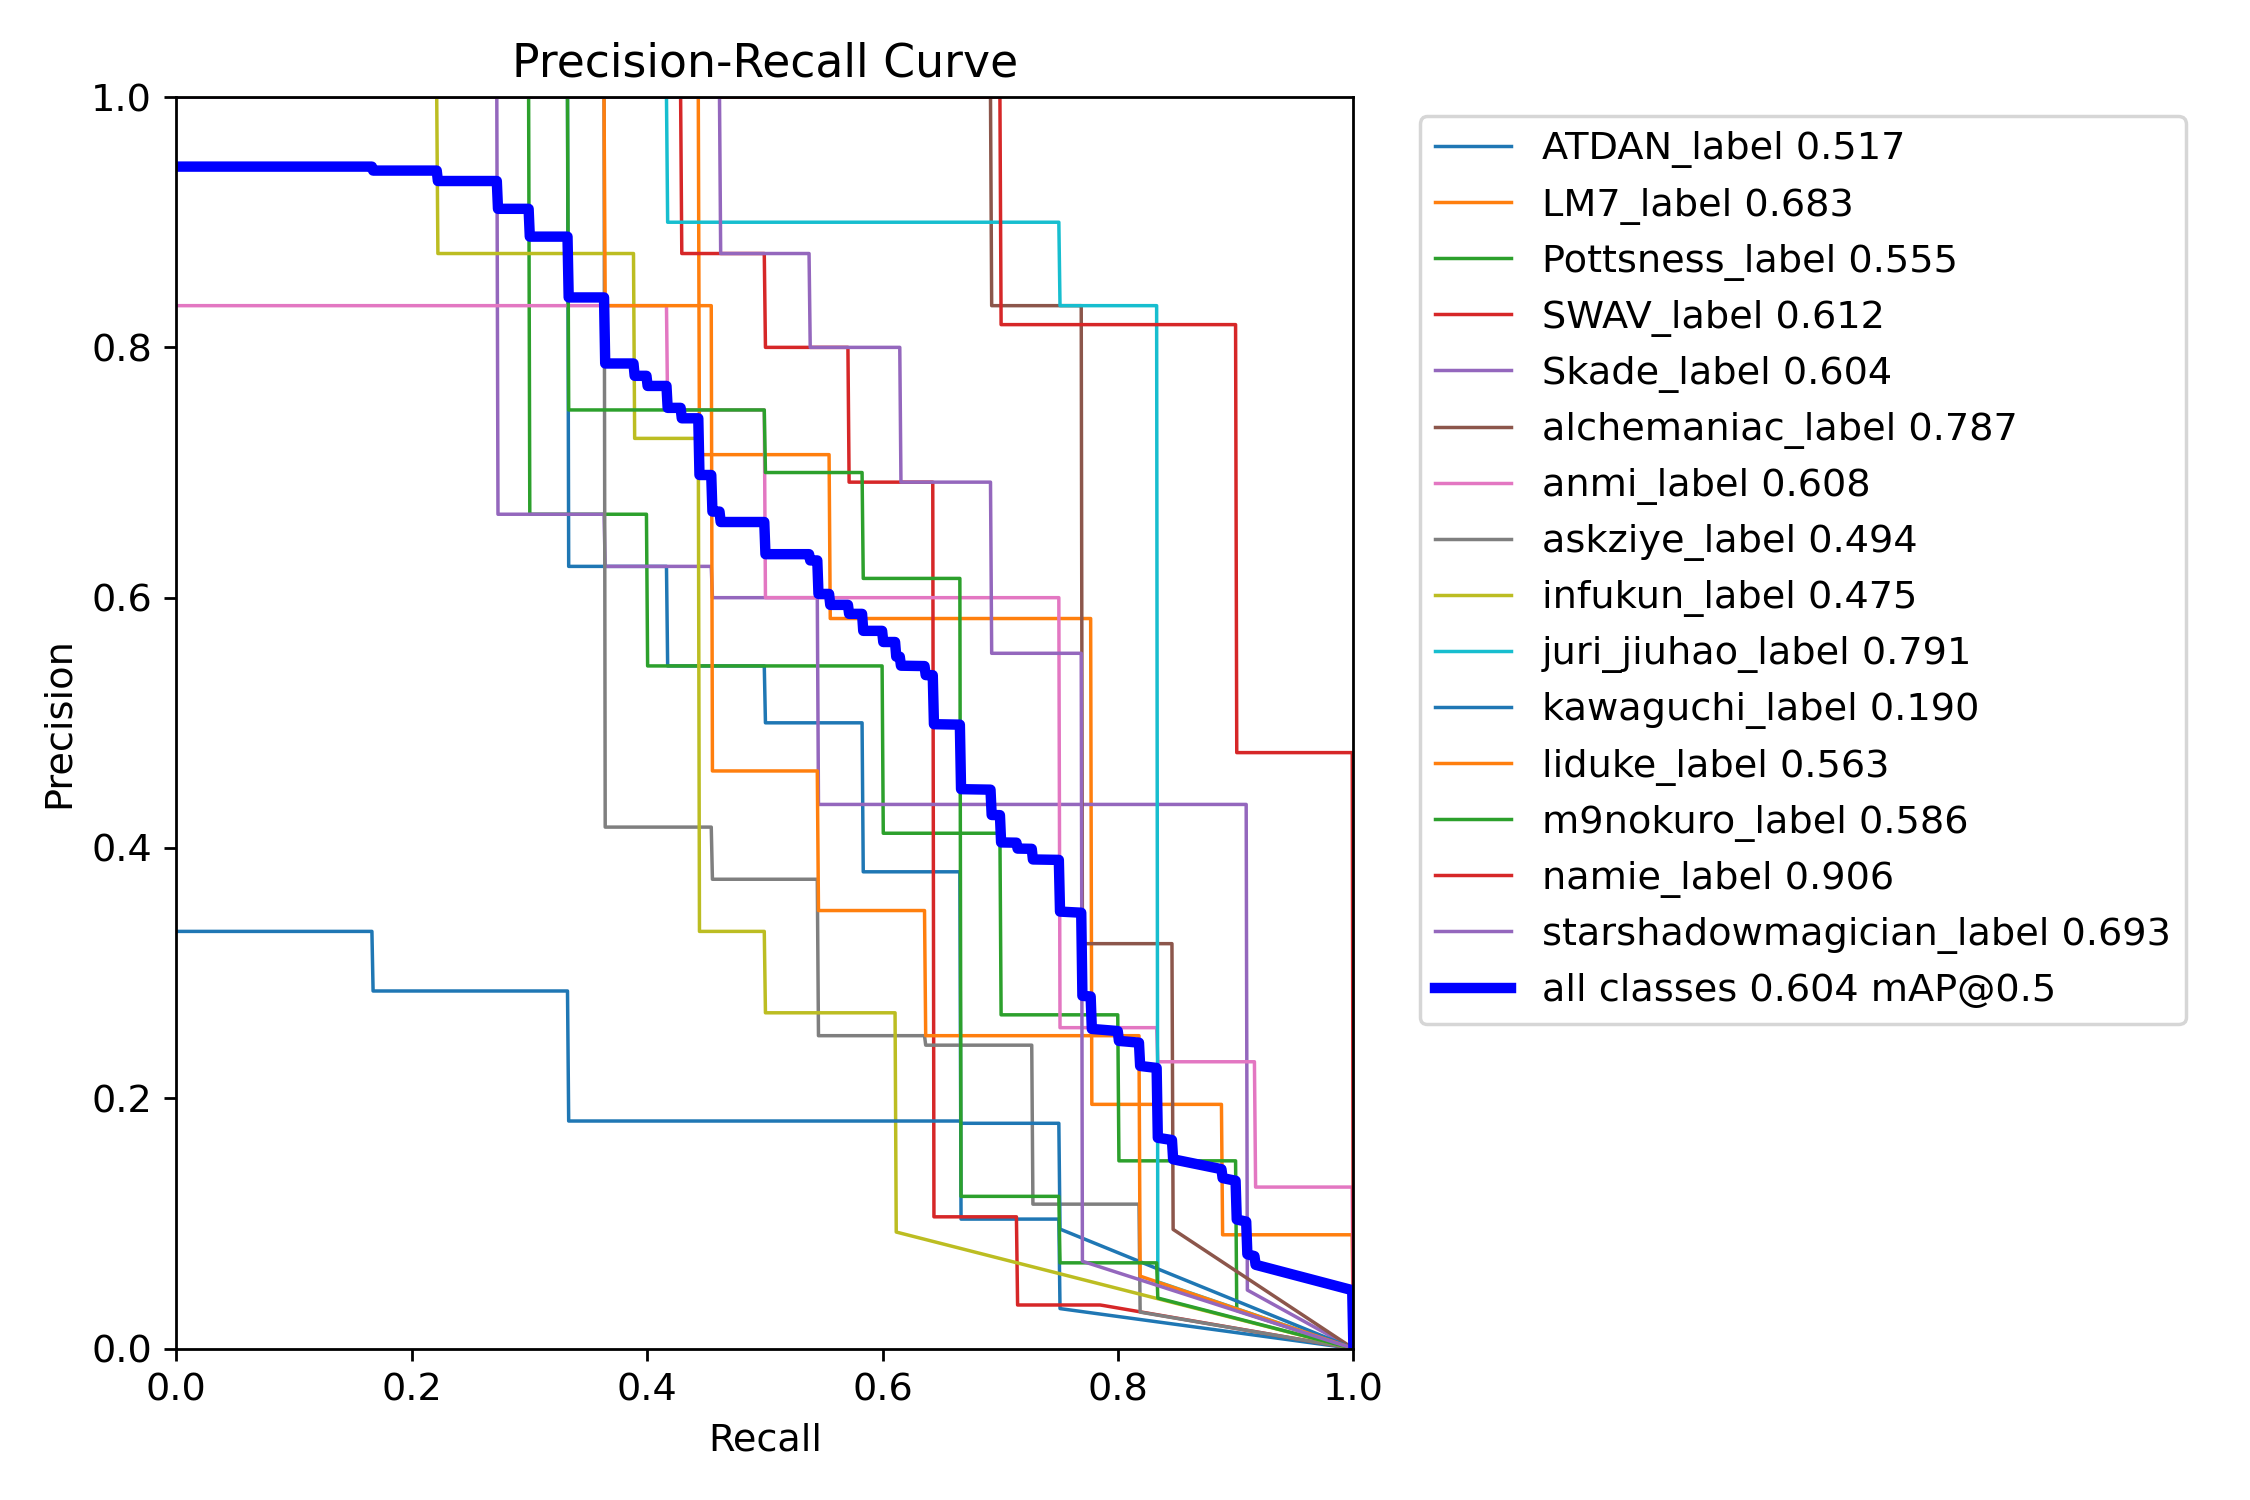 Precision-Recall Curve
1.0
0.8
0.6
0.4
0.2
0.0
Precision
0.0 0.2 0.4 0.6 0.8 1.0
Recall
ATDAN_label 0.517
LM7_label 0.683
Pottsness_label 0.555
SWAV_label 0.612
Skade_label 0.604
alchemaniac_label 0.787
anmi_label 0.608
askziye_label 0.494
infukun_label 0.475
juri_jiuhao_label 0.791
kawaguchi_label 0.190
liduke_label 0.563
m9nokuro_label 0.586
namie_label 0.906
starshadowmagician_label 0.693
all classes 0.604 mAP@0.5